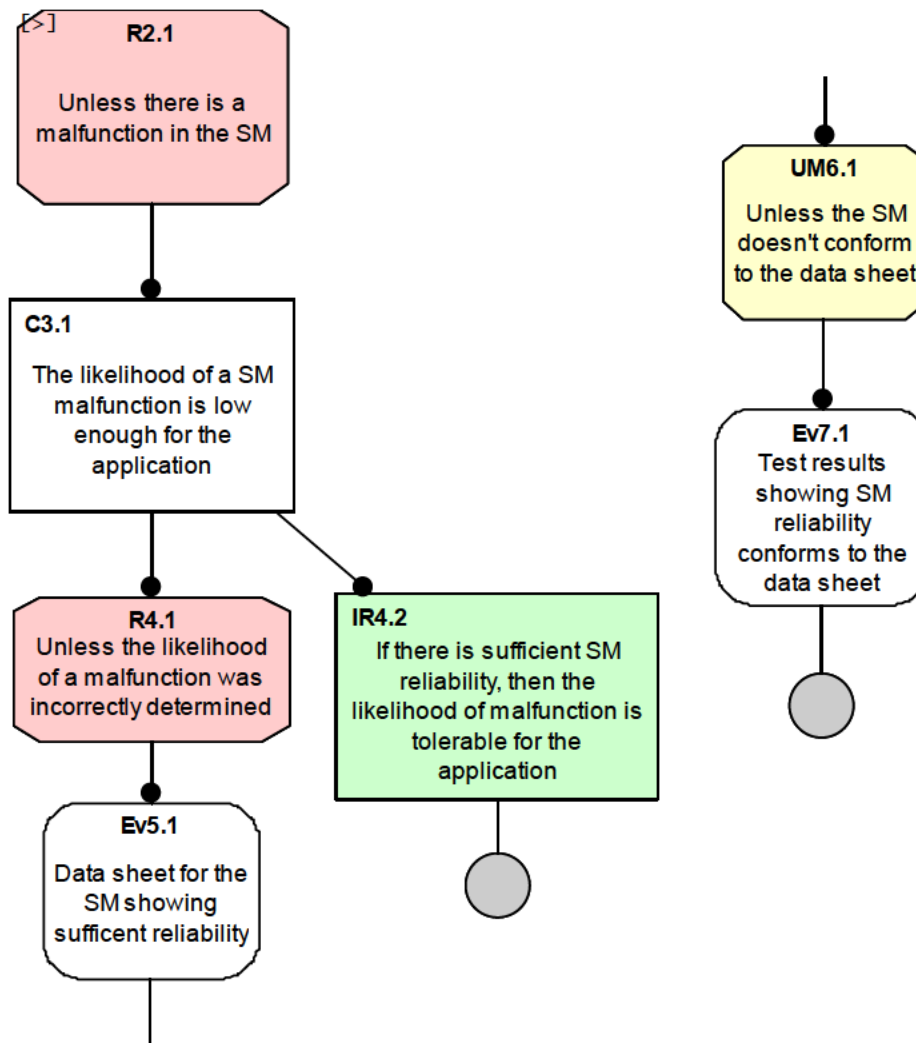 [>]
R2.1
Unless there is a
malfunction in the SM
C3.1
The likelihood of a SM
malfunction is low
enough for the
application
R4.1
Unless the likelihood
of a malfunction was
incorrectly determined
Ev5.1
Data sheet for the
SM showing
sufficent reliability
IR4.2
If there is sufficient SM
reliability, then the
likelihood of malfunction is
tolerable for the
application
UM6.1
Unless the SM
doesn't conform
to the data sheet
Ev7.1
Test results
showing SM
reliability
conforms to the
data sheet